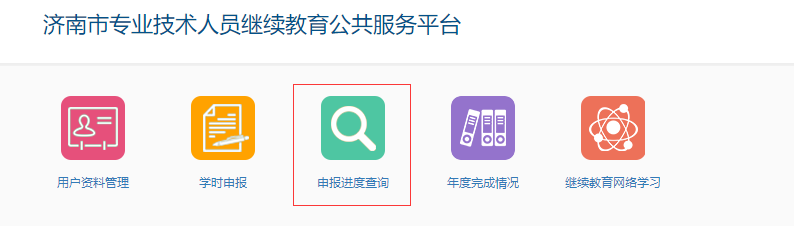 济南市专业技术人员继续教育公共服务平台
用户资料管理
学时申报
申报进度查询
年度完成情况
继续教育网络学习